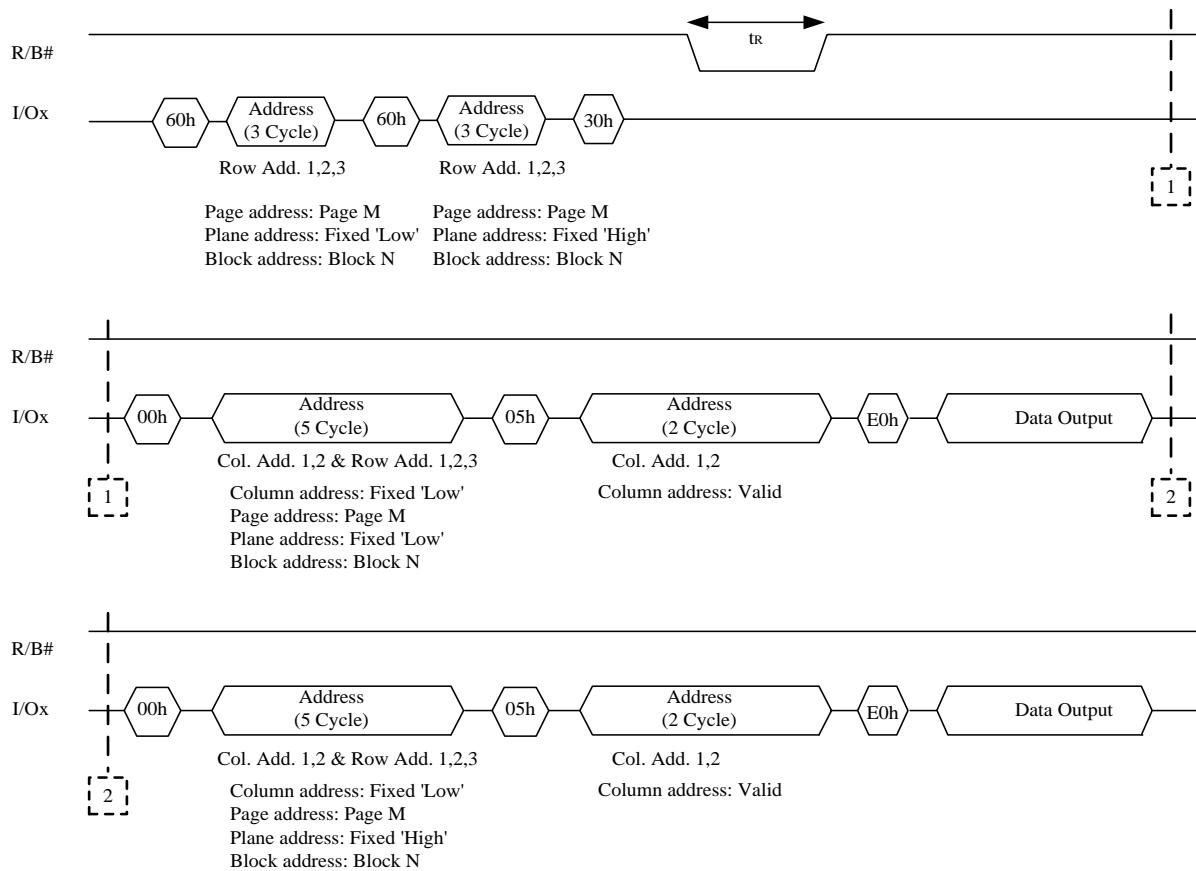 tR
R/B#
I/Ox
60h
Address
(3 Cycle)
60h
Address
(3 Cycle)
30h
Row Add. 1,2,3
Row Add. 1,2,3
1
Page address: Page M
Plane address: Fixed 'Low'
Block address: Block N
Page address: Page M
Plane address: Fixed 'High'
Block address: Block N
R/B#
I/Ox
00h
Address
(5 Cycle)
05h
Address
(2 Cycle)
E0h
Data Output
Col. Add. 1,2 & Row Add. 1,2,3
Col. Add. 1,2
1
Column address: Fixed 'Low'
Page address: Page M
Plane address: Fixed 'Low'
Block address: Block N
Column address: Valid
2
R/B#
I/Ox
00h
Address
(5 Cycle)
05h
Address
(2 Cycle)
E0h
Data Output
Col. Add. 1,2 & Row Add. 1,2,3
Col. Add. 1,2
2
Column address: Fixed 'Low'
Page address: Page M
Plane address: Fixed 'High'
Block address: Block N
Column address: Valid